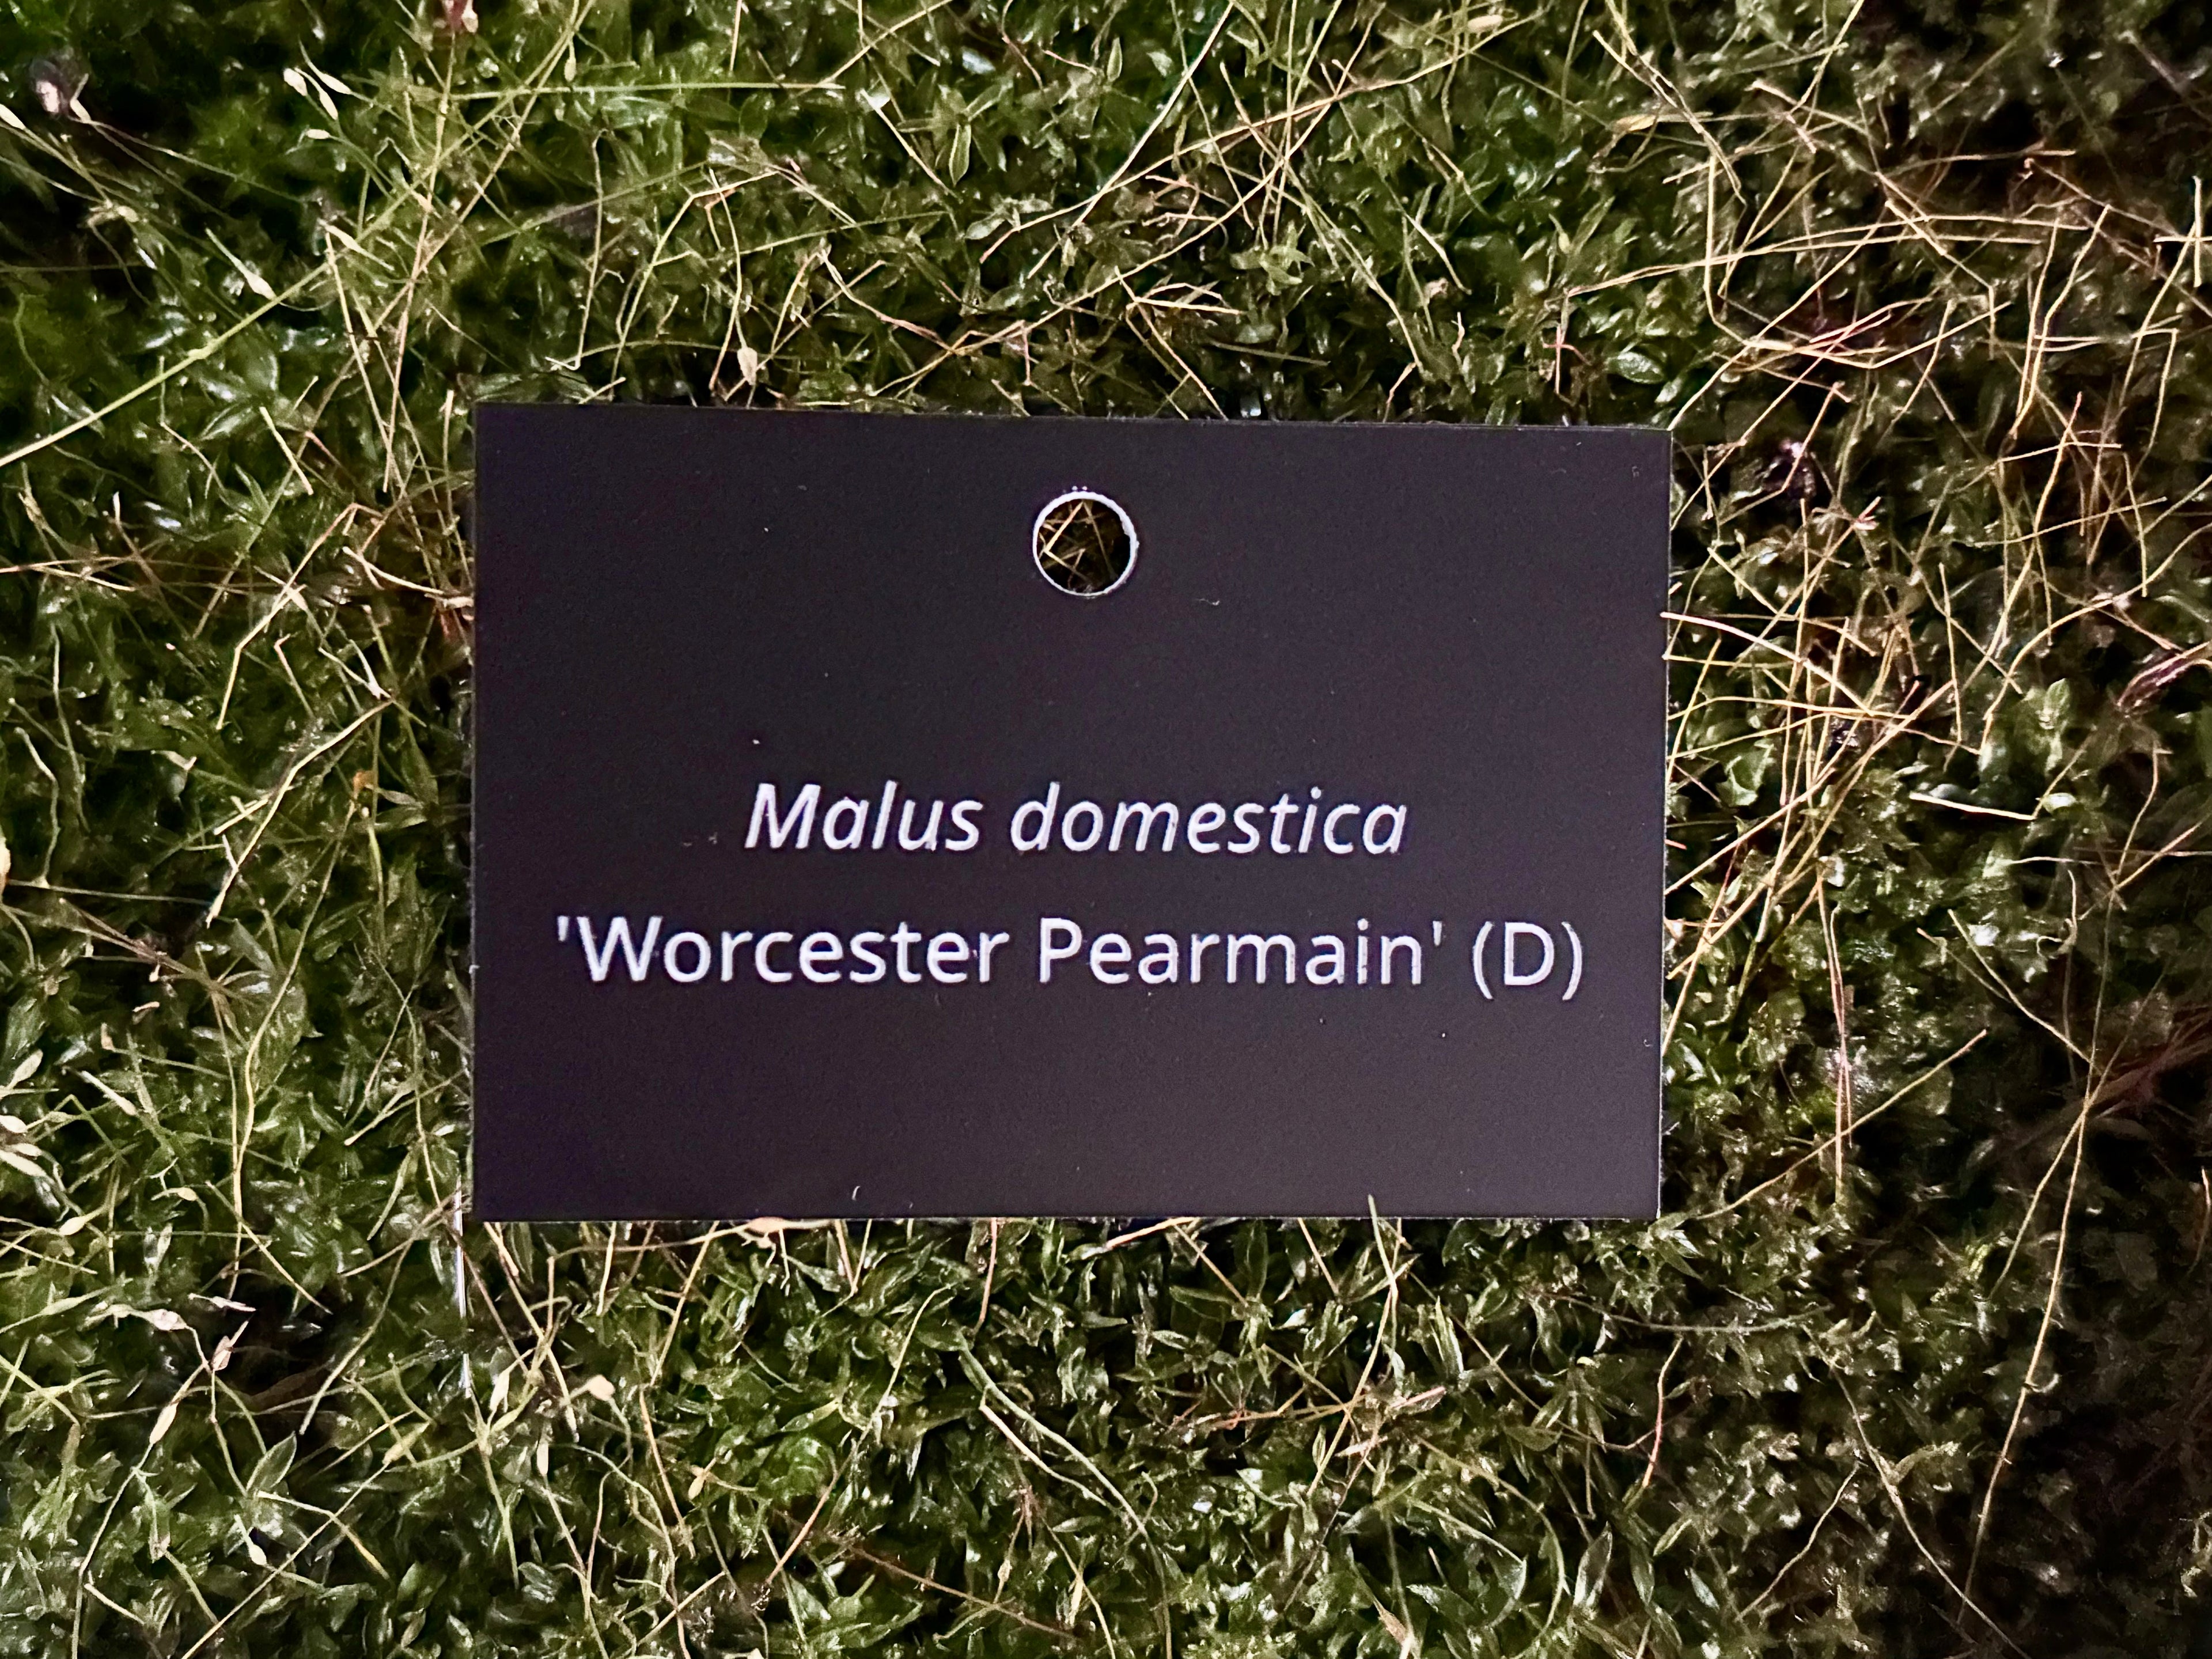 Malus domestica
'Worcester Pearmain' (D)